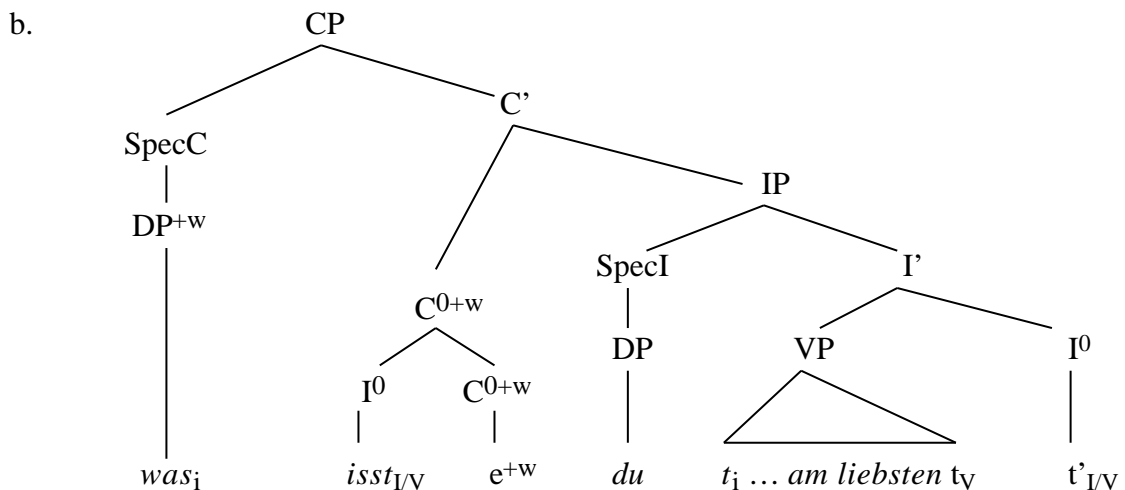 b. CP
C’
SpecC
IP
DP+w
SpecI I’
C0+w
DP VP I0
I0 C0+w
wasi isstI/V e+w du ti … am liebsten tV t’I/V